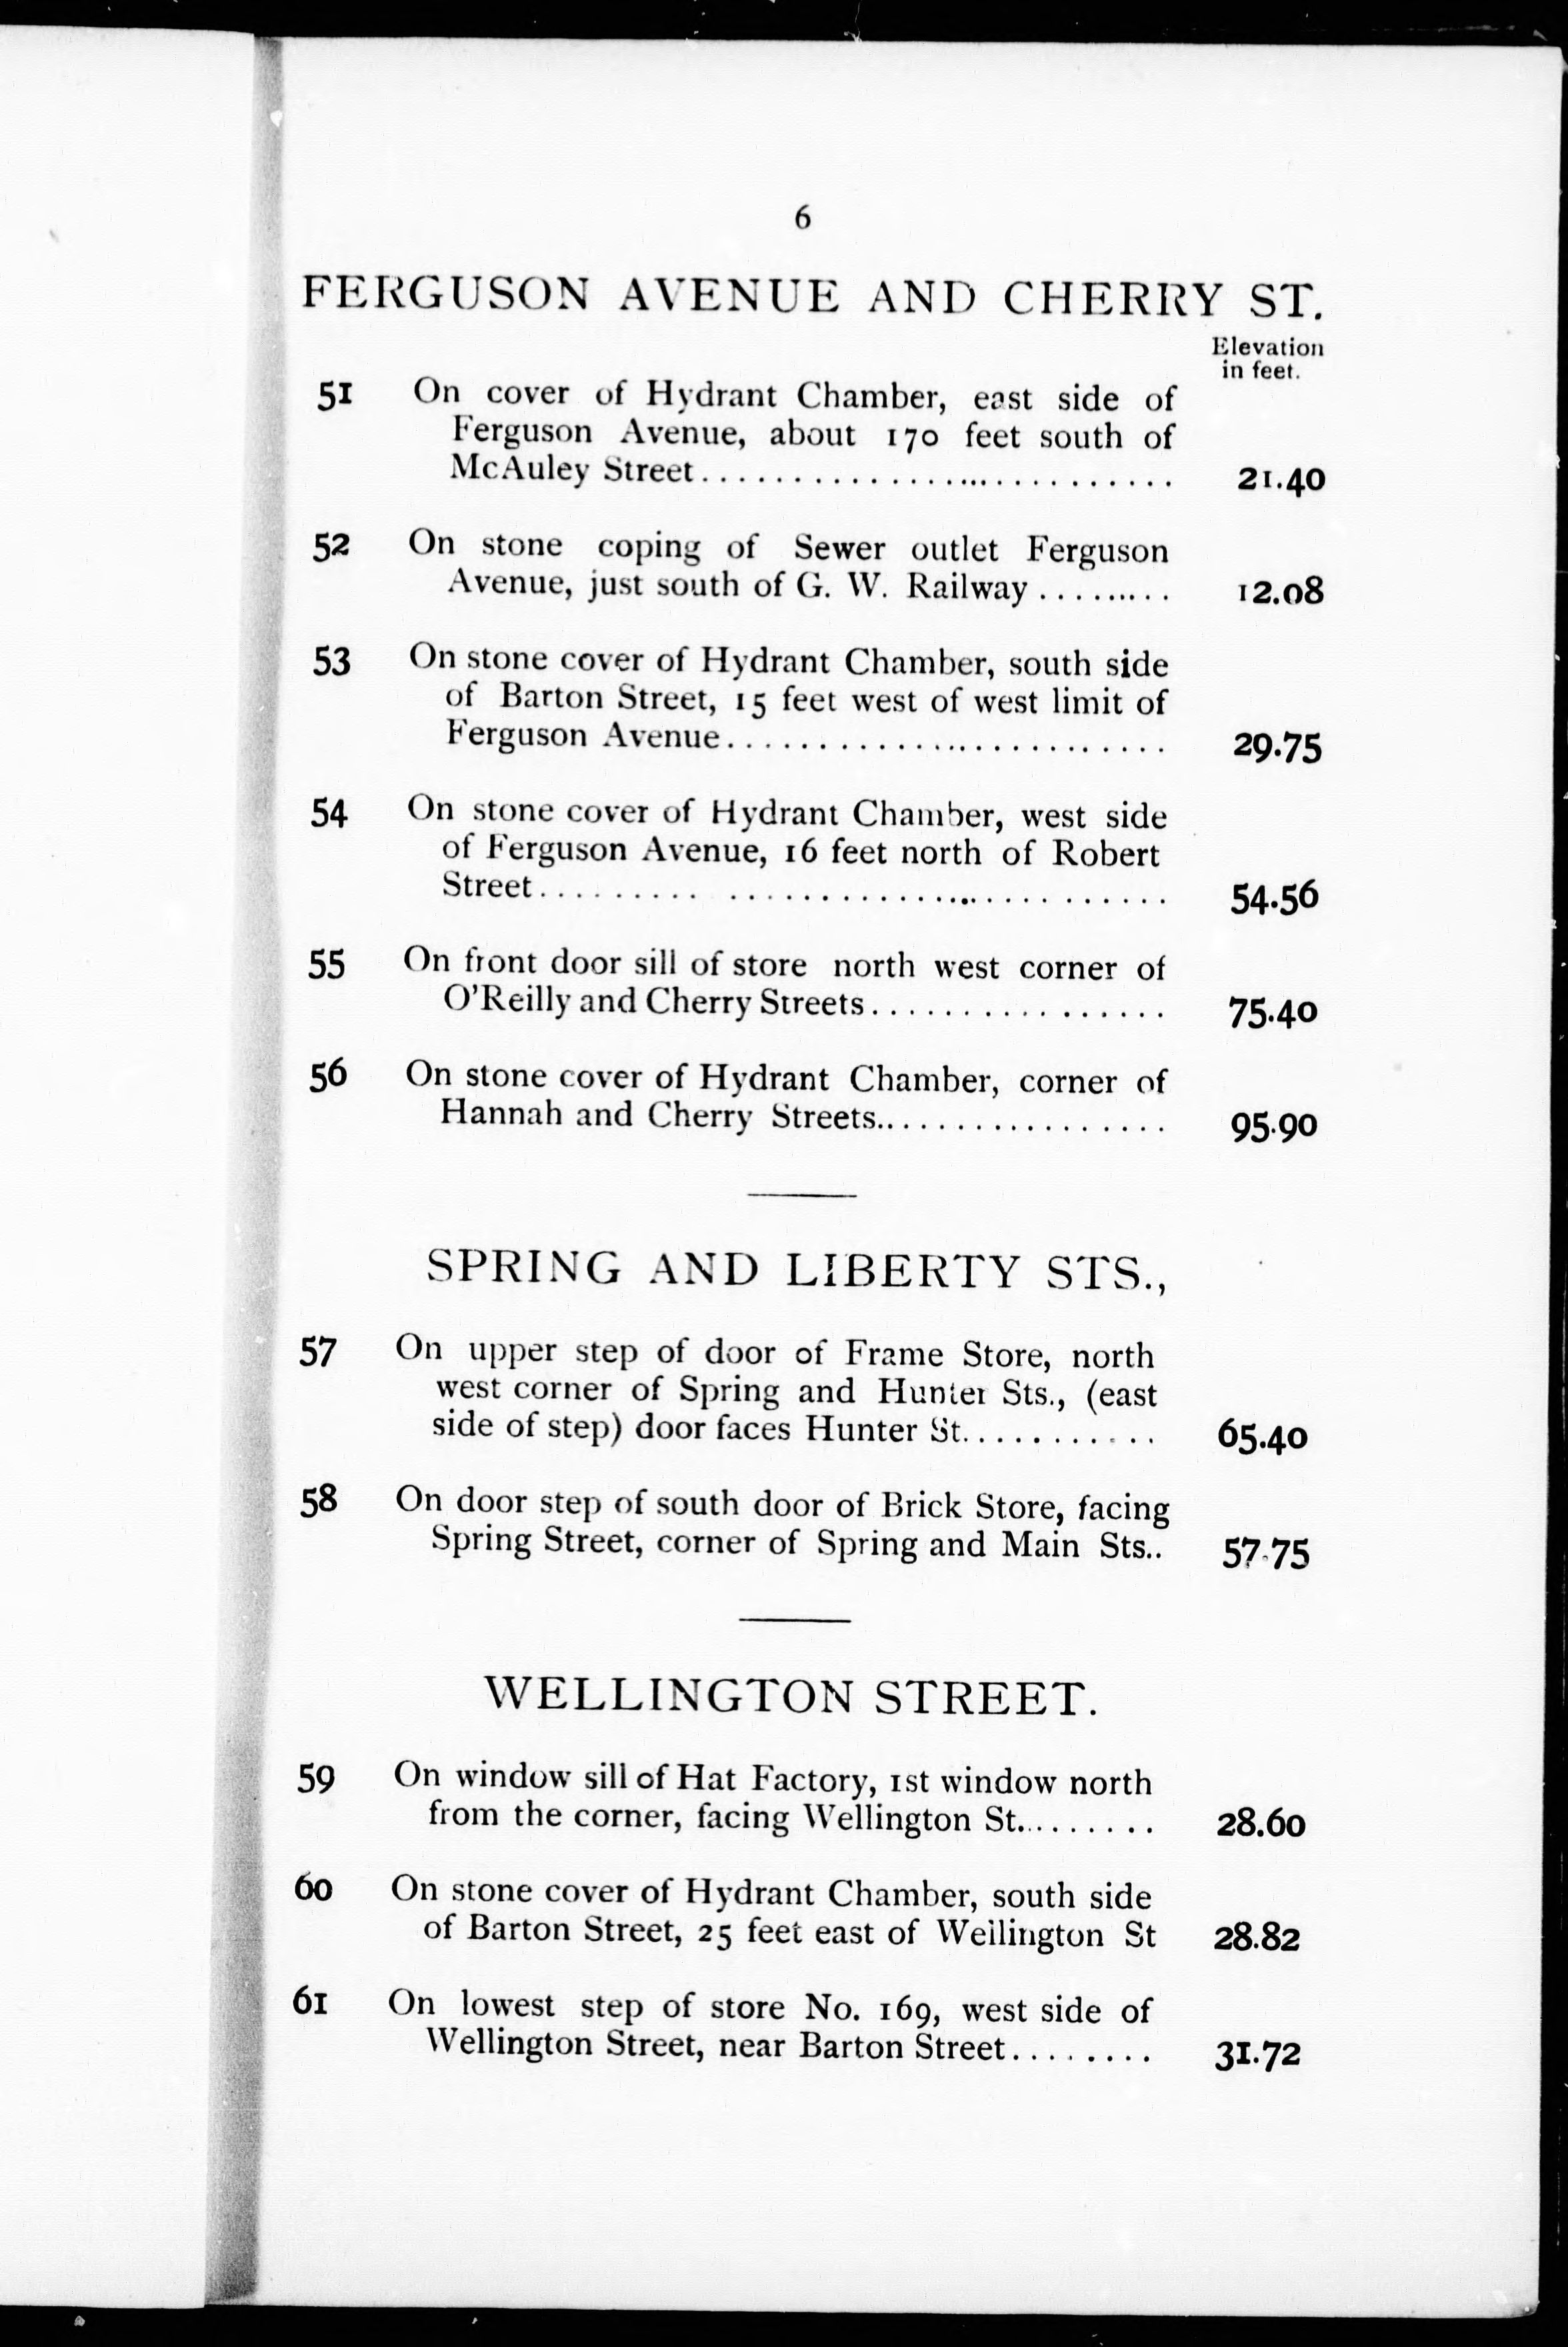 6
FERGUSON AVENUE AND CHERRY ST.
Elevation
in feet.
51 On cover of Hydrant Chamber, east side of
Ferguson Avenue, about 170 feet south of
McAuley Street.......................... 21.40
52 On stone coping of Sewer outlet Ferguson
Avenue, just south of G. W. Railway ......... 12.08
53 On stone cover of Hydrant Chamber, south side
of Barton Street, 15 feet west of west limit of
Ferguson Avenue......................... 29.75
54 On stone cover of Hydrant Chamber, west side
of Ferguson Avenue, 16 feet north of Robert
Street......... ......................... 54.56
55 On front door sill of store north west corner of
O'Reilly and Cherry Streets................. 75.40
56 On stone cover of Hydrant Chamber, corner of
Hannah and Cherry Streets................. 95.90
SPRING AND LIBERTY STS.,
57 On upper step of door of Frame Store, north
west corner of Spring and Hunter Sts., (east
side of step) door faces Hunter St........... 65.40
58 On door step of south door of Brick Store, facing
Spring Street, corner of Spring and Main Sts.. 57.75
WELLINGTON STREET.
59 On window sill of Hat Factory, 1st window north
from the corner, facing Wellington St......... 28.60
60 On stone cover of Hydrant Chamber, south side
of Barton Street, 25 feet east of Wellington St 28.82
61 On lowest step of store No. 169, west side of
Wellington Street, near Barton Street........ 31.72